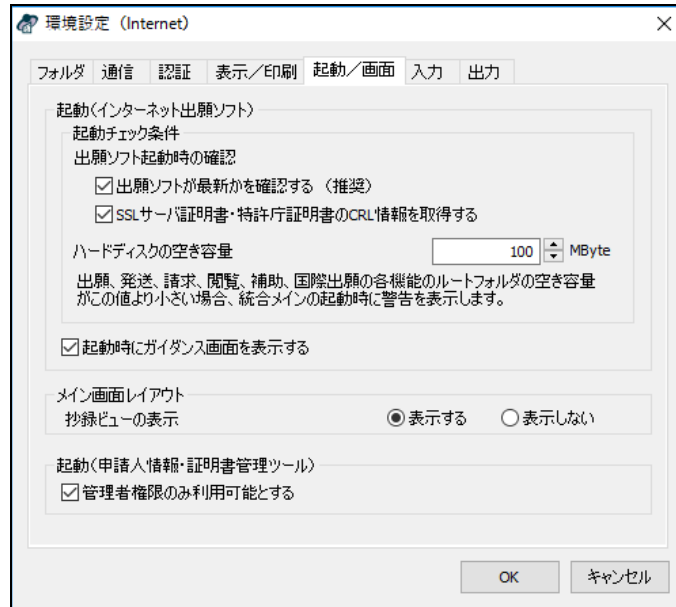 環境設定（Internet）
フォルダ 通信 認証 表示／印刷 起動／画面 入力 出力
起動(インターネット出願ソフト)
起動チェック条件
出願ソフト起動時の確認
出願ソフトが最新かを確認する（推奨）
SSLサーバ証明書・特許庁証明書のCRL情報を取得する
ハードディスクの空き容量 100 MByte
出願、発送、請求、閲覧、補助、国際出願の各機能のルートフォルダの空き容量
がこの値より小さい場合、統合メインの起動時に警告を表示します。
起動時にガイダンス画面を表示する
メイン画面レイアウト
抄録ビューの表示 表示する 表示しない
起動(申請人情報・証明書管理ツール)
管理者権限のみ利用可能とする
OK キャンセル